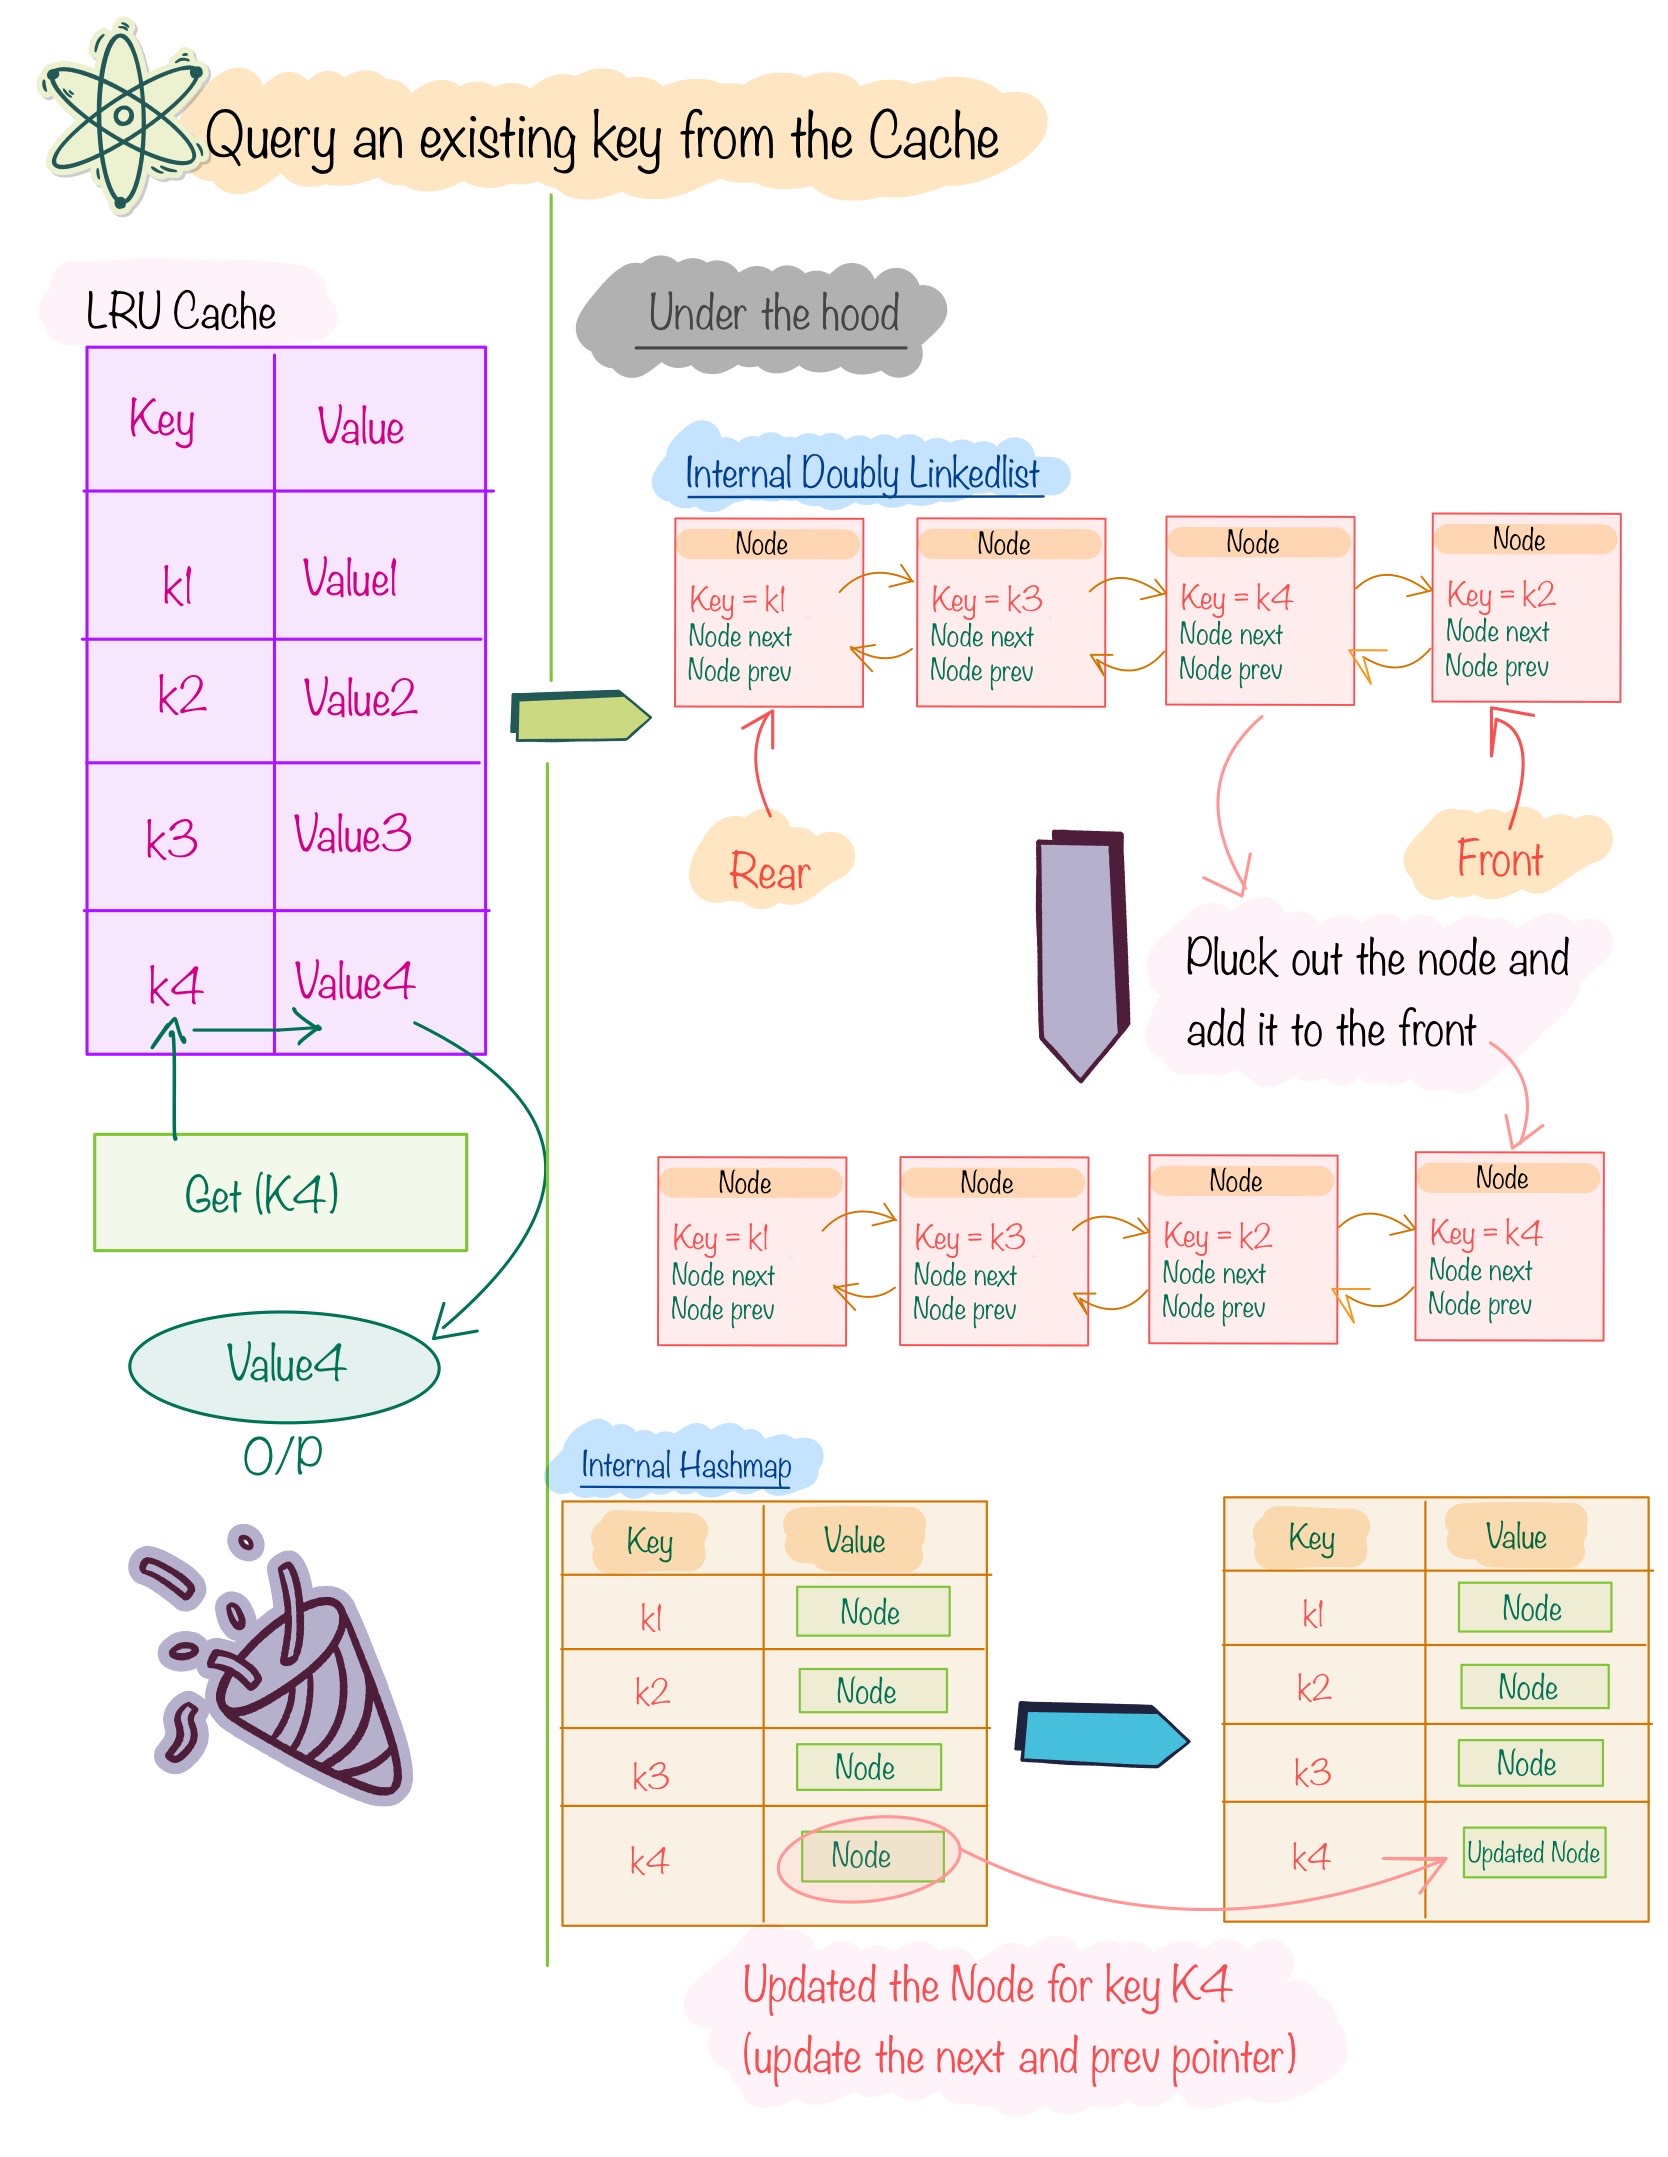 Query an existing key from the Cache
LRU Cache
Key Value
k1 Value1
k2 Value2
k3 Value3
k4 Value4
Get (K4)
Value4
O/P
Under the hood
Internal Doubly Linkedlist
Node
Key = k1
Node next
Node prev
Node
Key = k3
Node next
Node prev
Node
Key = k4
Node next
Node prev
Node
Key = k2
Node next
Node prev
Rear
Front
Pluck out the node and
add it to the front
Node
Key = k1
Node next
Node prev
Node
Key = k3
Node next
Node prev
Node
Key = k2
Node next
Node prev
Node
Key = k4
Node next
Node prev
Internal Hashmap
Key Value
k1 Node
k2 Node
k3 Node
k4 Node
Key Value
k1 Node
k2 Node
k3 Node
k4 Updated Node
Updated the Node for key K4
(update the next and prev pointer)